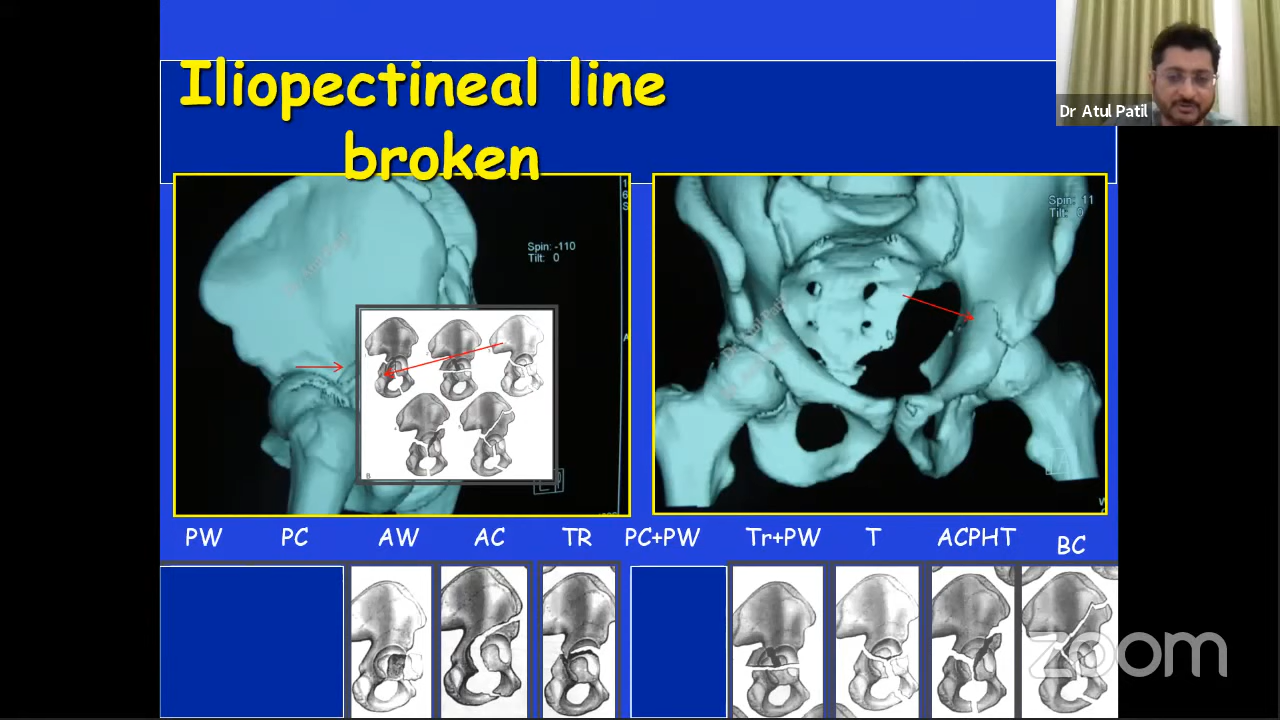 Iliopectineal line
broken
Dr Atul Patil
Spin: -110
Tilt: 0
Spin: 11
Tilt: 0
PW PC AW AC TR PC+PW Tr+PW T ACPHT BC
zoom